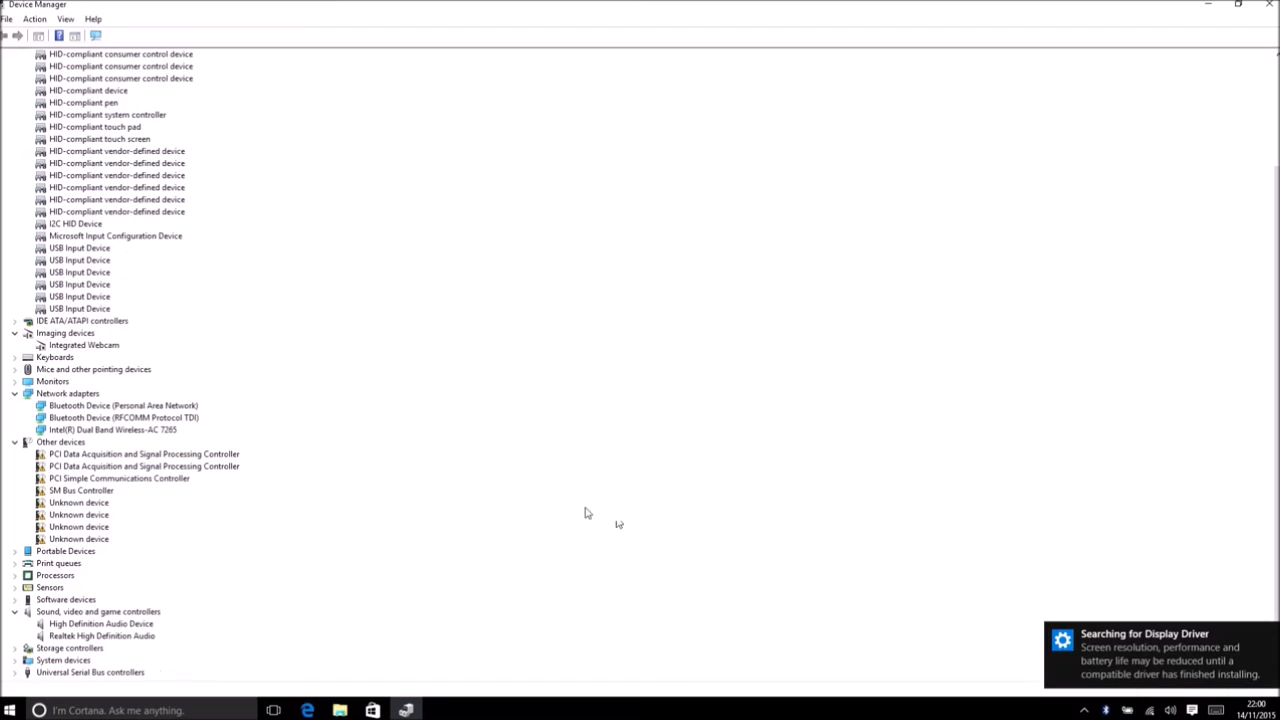 Device Manager
File Action View Help
HID-compliant consumer control device
HID-compliant consumer control device
HID-compliant consumer control device
HID-compliant device
HID-compliant pen
HID-compliant system controller
HID-compliant touch pad
HID-compliant touch screen
HID-compliant vendor-defined device
HID-compliant vendor-defined device
HID-compliant vendor-defined device
HID-compliant vendor-defined device
HID-compliant vendor-defined device
HID-compliant vendor-defined device
I2C HID Device
Microsoft Input Configuration Device
USB Input Device
USB Input Device
USB Input Device
USB Input Device
USB Input Device
USB Input Device
IDE ATA/ATAPI controllers
Imaging devices
Integrated Webcam
Keyboards
Mice and other pointing devices
Monitors
Network adapters
Bluetooth Device (Personal Area Network)
Bluetooth Device (RFCOMM Protocol TDI)
Intel(R) Dual Band Wireless-AC 7265
Other devices
PCI Data Acquisition and Signal Processing Controller
PCI Data Acquisition and Signal Processing Controller
PCI Simple Communications Controller
SM Bus Controller
Unknown device
Unknown device
Unknown device
Unknown device
Portable Devices
Print queues
Processors
Sensors
Software devices
Sound, video and game controllers
High Definition Audio Device
Realtek High Definition Audio
Storage controllers
System devices
Universal Serial Bus controllers
Searching for Display Driver
Screen resolution, performance and
battery life may be reduced until a
compatible driver has finished installing.
I'm Cortana. Ask me anything.
22:00
14/11/2015